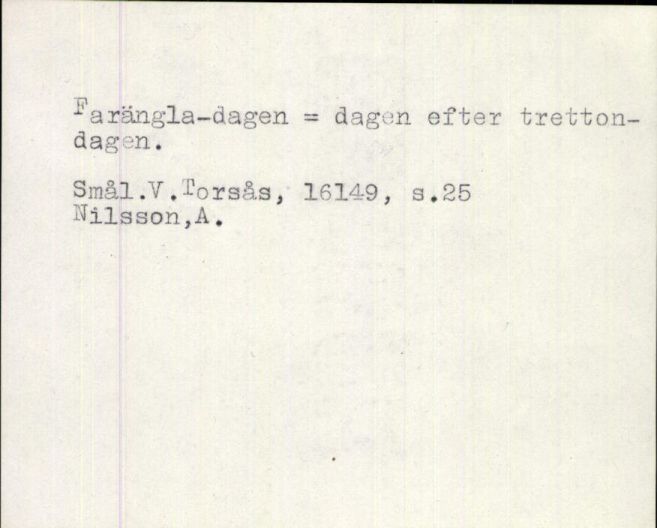 Farängla-dagen = dagen efter tretton-
dagen.
Smål.V.Torsås, 16149, s.25
Nilsson,A.